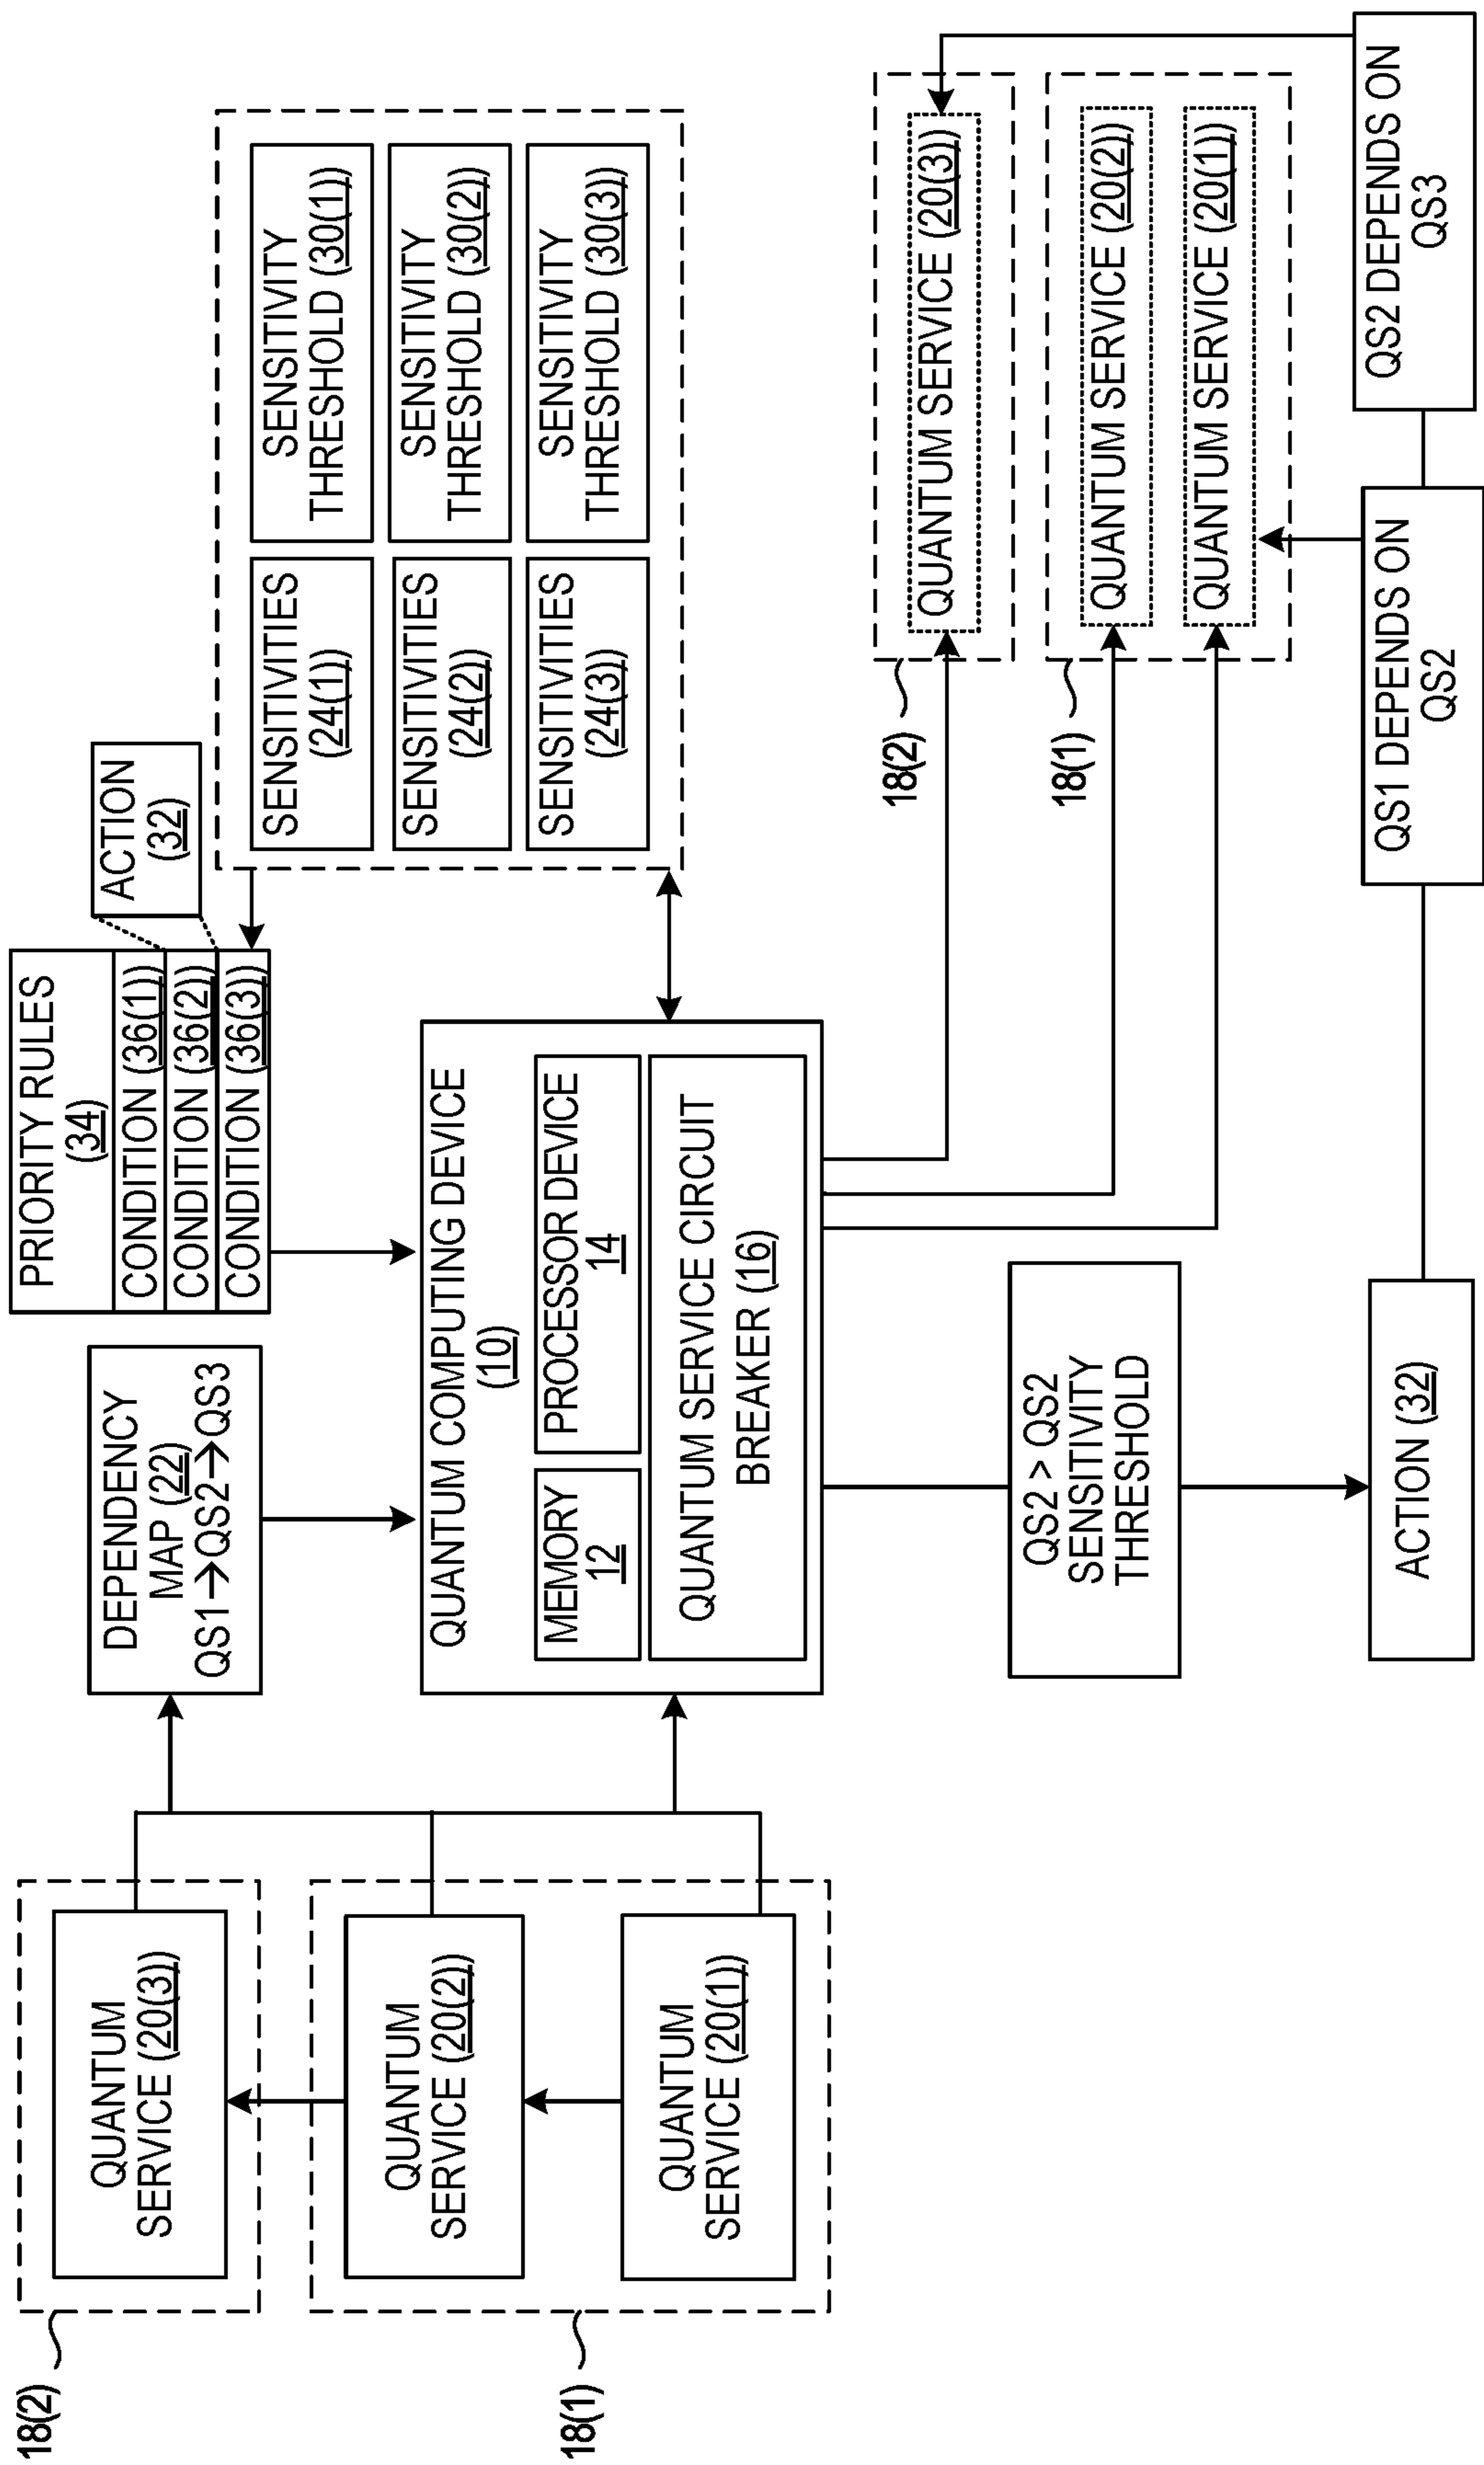 18(2)
QUANTUM
SERVICE (20(3))
18(1)
QUANTUM
SERVICE (20(2))
QUANTUM
SERVICE (20(1))
DEPENDENCY
MAP (22)
QS1→QS2→QS3
PRIORITY RULES
(34)
CONDITION (36(1))
CONDITION (36(2))
CONDITION (36(3))
ACTION
(32)
QUANTUM COMPUTING DEVICE
(10)
MEMORY
12
PROCESSOR DEVICE
14
QUANTUM SERVICE CIRCUIT
BREAKER (16)
SENSITIVITIES
(24(1))
SENSITIVITY
THRESHOLD (30(1))
SENSITIVITIES
(24(2))
SENSITIVITY
THRESHOLD (30(2))
SENSITIVITIES
(24(3))
SENSITIVITY
THRESHOLD (30(3))
18(2)
QUANTUM SERVICE (20(3))
18(1)
QUANTUM SERVICE (20(2))
QUANTUM SERVICE (20(1))
QS2 > QS2
SENSITIVITY
THRESHOLD
ACTION (32)
QS1 DEPENDS ON
QS2
QS2 DEPENDS ON
QS3